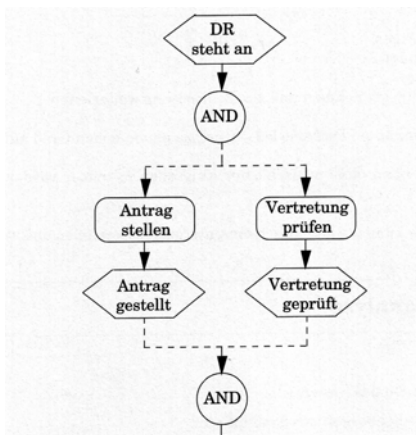 DR
steht an
AND
Antrag
stellen
Vertretung
prüfen
Antrag
gestellt
Vertretung
geprüft
AND